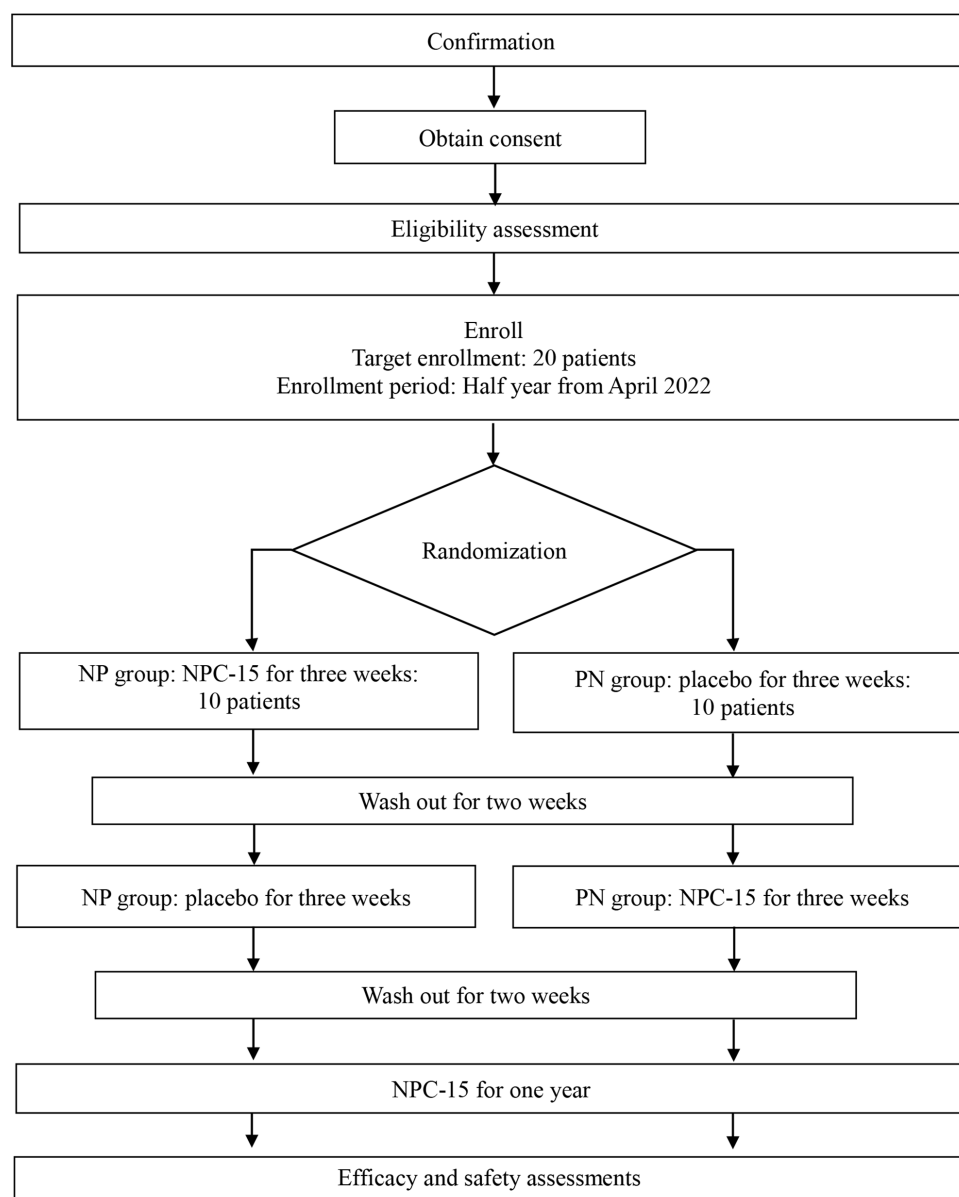 Confirmation
Obtain consent
Eligibility assessment
Enroll
Target enrollment: 20 patients
Enrollment period: Half year from April 2022
Randomization
NP group: NPC-15 for three weeks:
10 patients
PN group: placebo for three weeks:
10 patients
Wash out for two weeks
NP group: placebo for three weeks
PN group: NPC-15 for three weeks
Wash out for two weeks
NPC-15 for one year
Efficacy and safety assessments